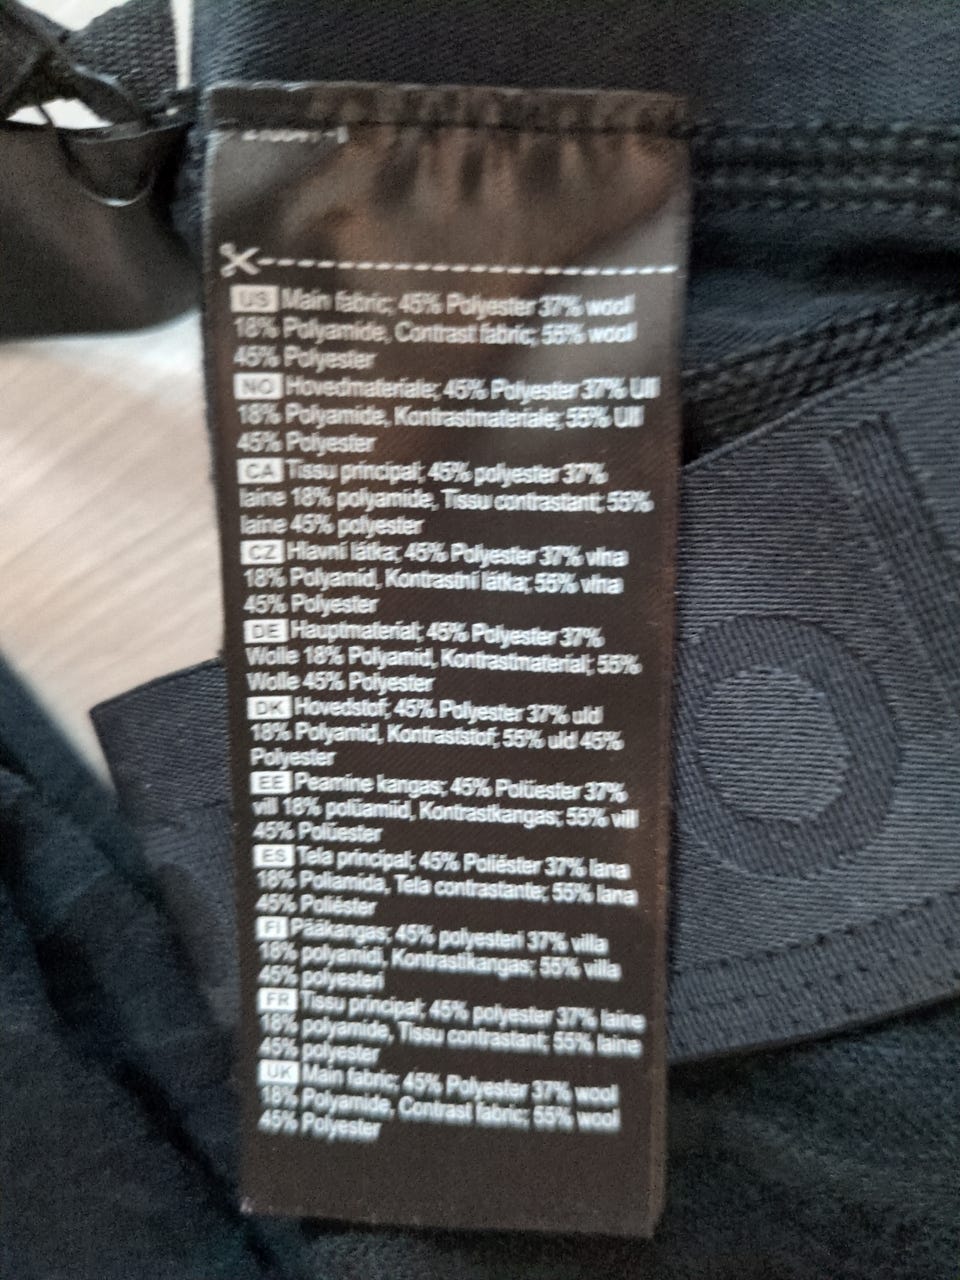 US Main fabric; 45% Polyester 37% wool
18% Polyamide, Contrast fabric; 55% wool
45% Polyester
NO Hovedmateriale; 45% Polyester 37% Ull
18% Polyamide, Kontrastmateriale; 55% Ull
45% Polyester
CA Tissu principal; 45% polyester 37%
laine 18% polyamide, Tissu contrastant; 55%
laine 45% polyester
CZ Hlavní látka; 45% Polyester 37% vlna
18% Polyamid, Kontrastní látka; 55% vlna
45% Polyester
DE Hauptmaterial; 45% Polyester 37%
Wolle 18% Polyamid, Kontrastmaterial; 55%
Wolle 45% Polyester
DK Hovedstof; 45% Polyester 37% uld
18% Polyamid, Kontraststof; 55% uld 45%
Polyester
EE Peamine kangas; 45% Polüester 37%
vill 18% polüamiid, Kontrastkangas; 55% vill
45% Polüester
ES Tela principal; 45% Poliéster 37% lana
18% Poliamida, Tela contrastante; 55% lana
45% Poliéster
FI Pääkangas; 45% polyesteri 37% villa
18% polyamidi, Kontrastikangas; 55% villa
45% polyesteri
FR Tissu principal; 45% polyester 37% laine
18% polyamide, Tissu contrastant; 55% laine
45% polyester
UK Main fabric; 45% Polyester 37% wool
18% Polyamide, Contrast fabric; 55% wool
45% Polyester